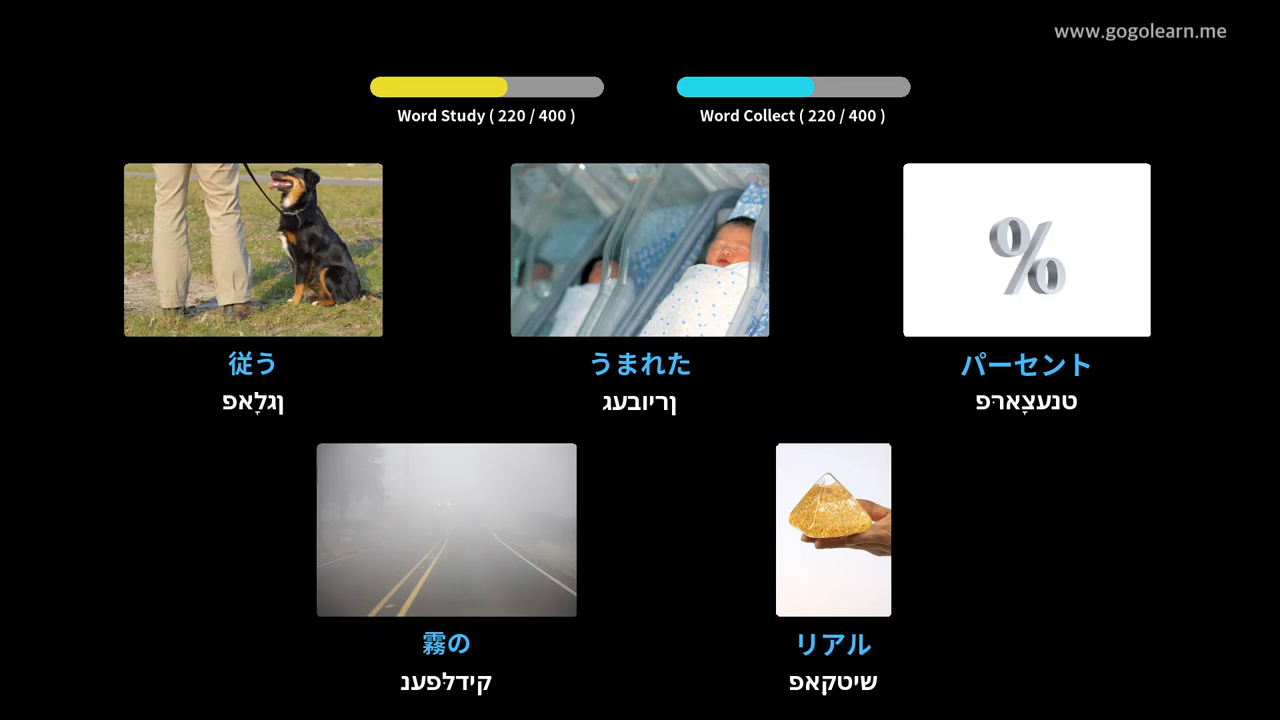 www.gogolearn.me
Word Study ( 220 / 400 )
Word Collect ( 220 / 400 )
従う
פאָלגן
うまれた
געבוירן
パーセント
פּראָצענט
霧の
נעפּלדיק
リアル
פאַקטיש